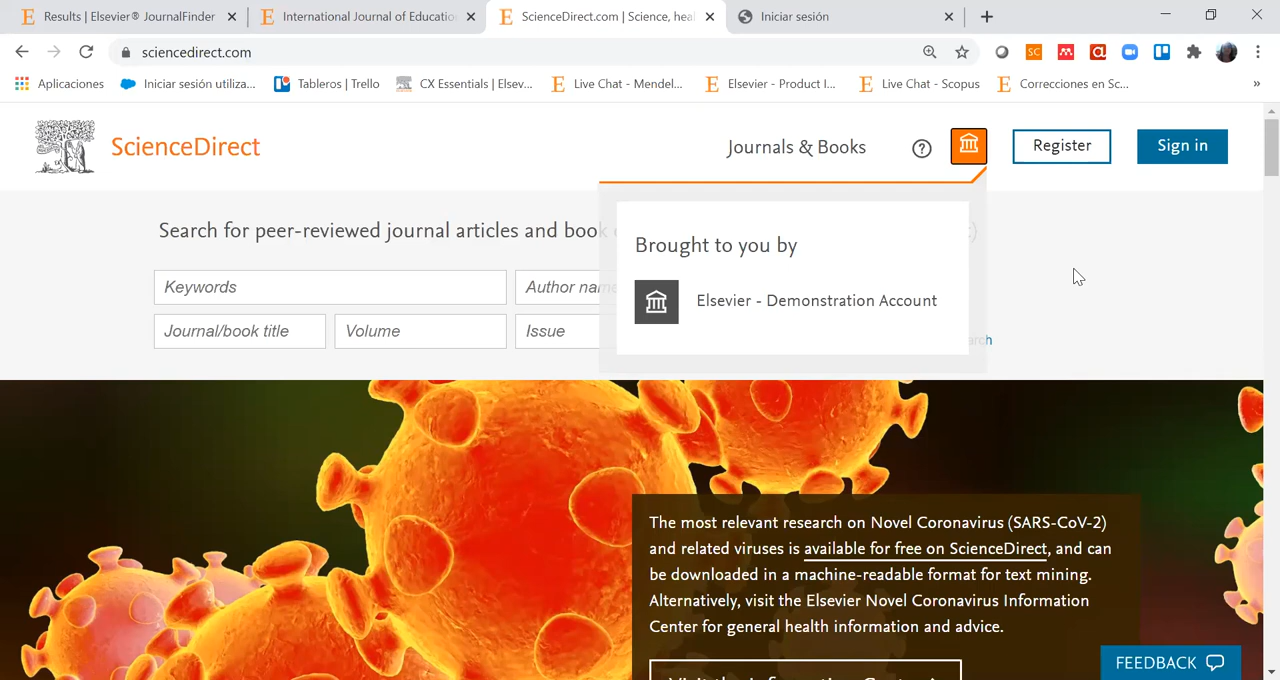 Results | Elsevier® JournalFinder
International Journal of Educatio
ScienceDirect.com | Science, hea
Iniciar sesión
sciencedirect.com
SC
Aplicaciones
Iniciar sesión utiliza...
Tableros | Trello
CX Essentials | Elsev...
Live Chat - Mendel...
Elsevier - Product I...
Live Chat - Scopus
Correcciones en Sc...
»
ScienceDirect
Journals & Books
?
Register
Sign in
Search for peer-reviewed journal articles and book
Brought to you by
Elsevier - Demonstration Account
Keywords
Author name
Journal/book title
Volume
Issue
arch
The most relevant research on Novel Coronavirus (SARS-CoV-2)
and related viruses is available for free on ScienceDirect, and can
be downloaded in a machine-readable format for text mining.
Alternatively, visit the Elsevier Novel Coronavirus Information
Center for general health information and advice.
FEEDBACK